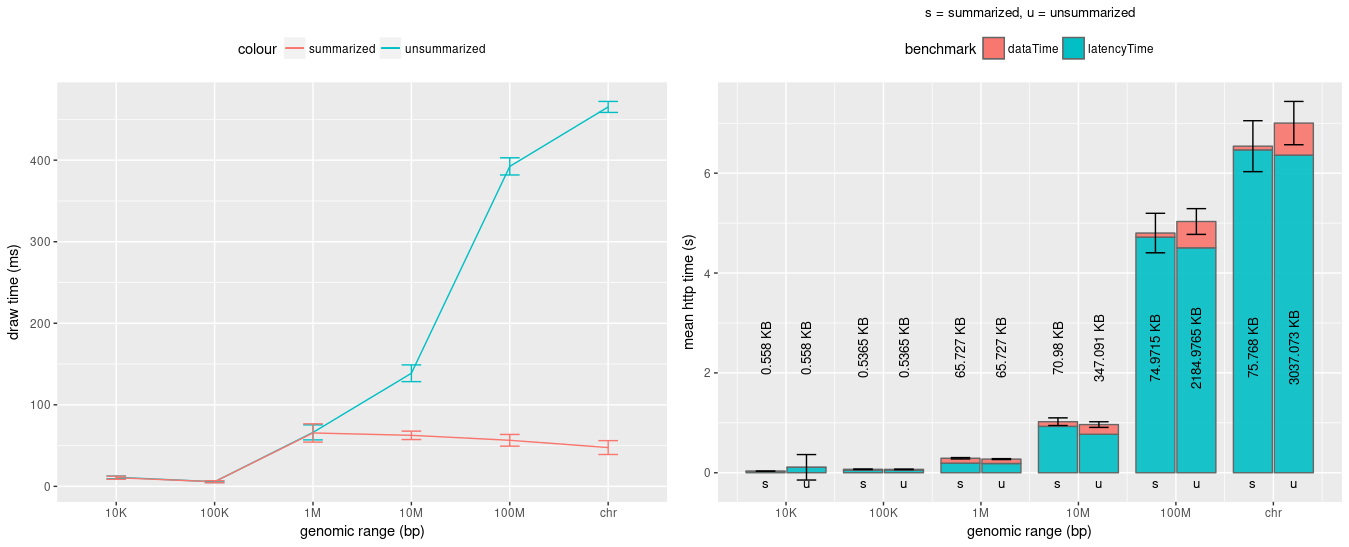 colour summarized unsummarized
400
300
200
100
0
draw time (ms)
10K 100K 1M 10M 100M chr
genomic range (bp)
s = summarized, u = unsummarized
benchmark dataTime latencyTime
6
4
2
0
mean http time (s)
0.558 KB
0.558 KB
0.5365 KB
0.5365 KB
65.727 KB
65.727 KB
70.98 KB
347.091 KB
74.9715 KB
2184.9765 KB
75.768 KB
3037.073 KB
s u s u s u s u s u s u
10K 100K 1M 10M 100M chr
genomic range (bp)